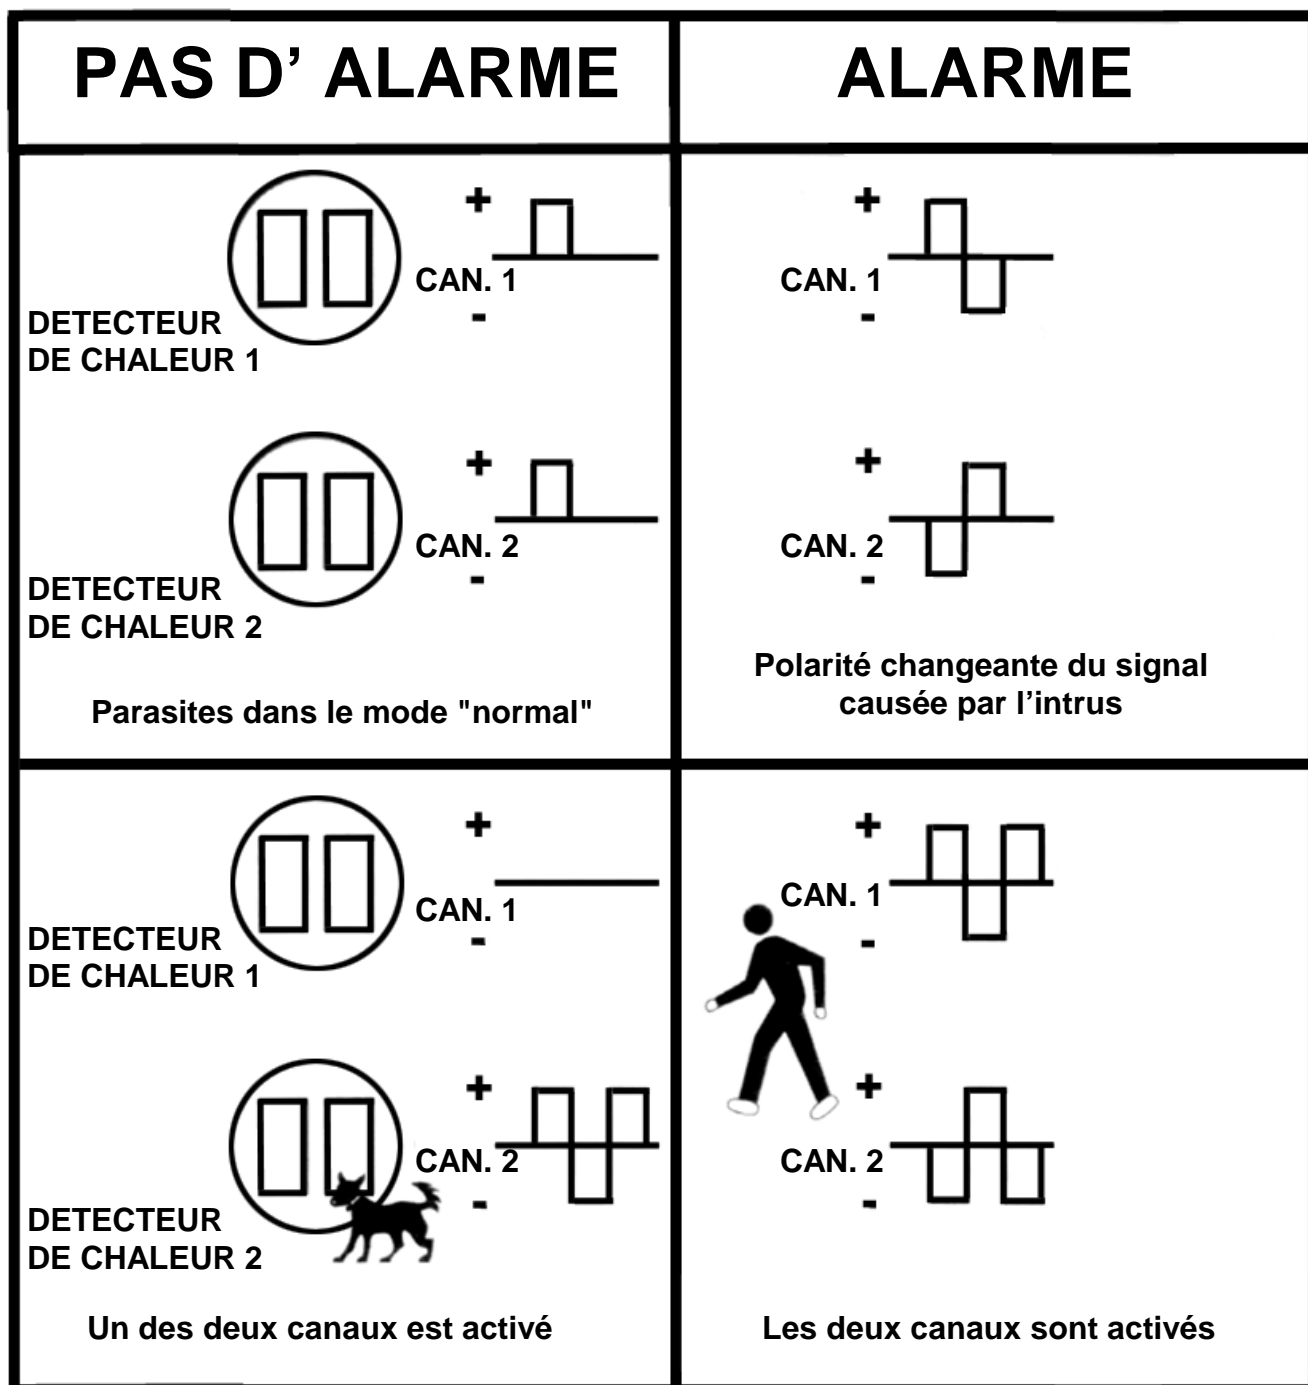 PAS D’ ALARME
ALARME
+
CAN. 1
-
DETECTEUR
DE CHALEUR 1
+
CAN. 2
-
DETECTEUR
DE CHALEUR 2
Parasites dans le mode "normal"
+
CAN. 1
-
+
CAN. 2
-
Polarité changeante du signal
causée par l’intrus
+
CAN. 1
-
DETECTEUR
DE CHALEUR 1
+
CAN. 2
-
DETECTEUR
DE CHALEUR 2
Un des deux canaux est activé
+
CAN. 1
-
+
CAN. 2
-
Les deux canaux sont activés